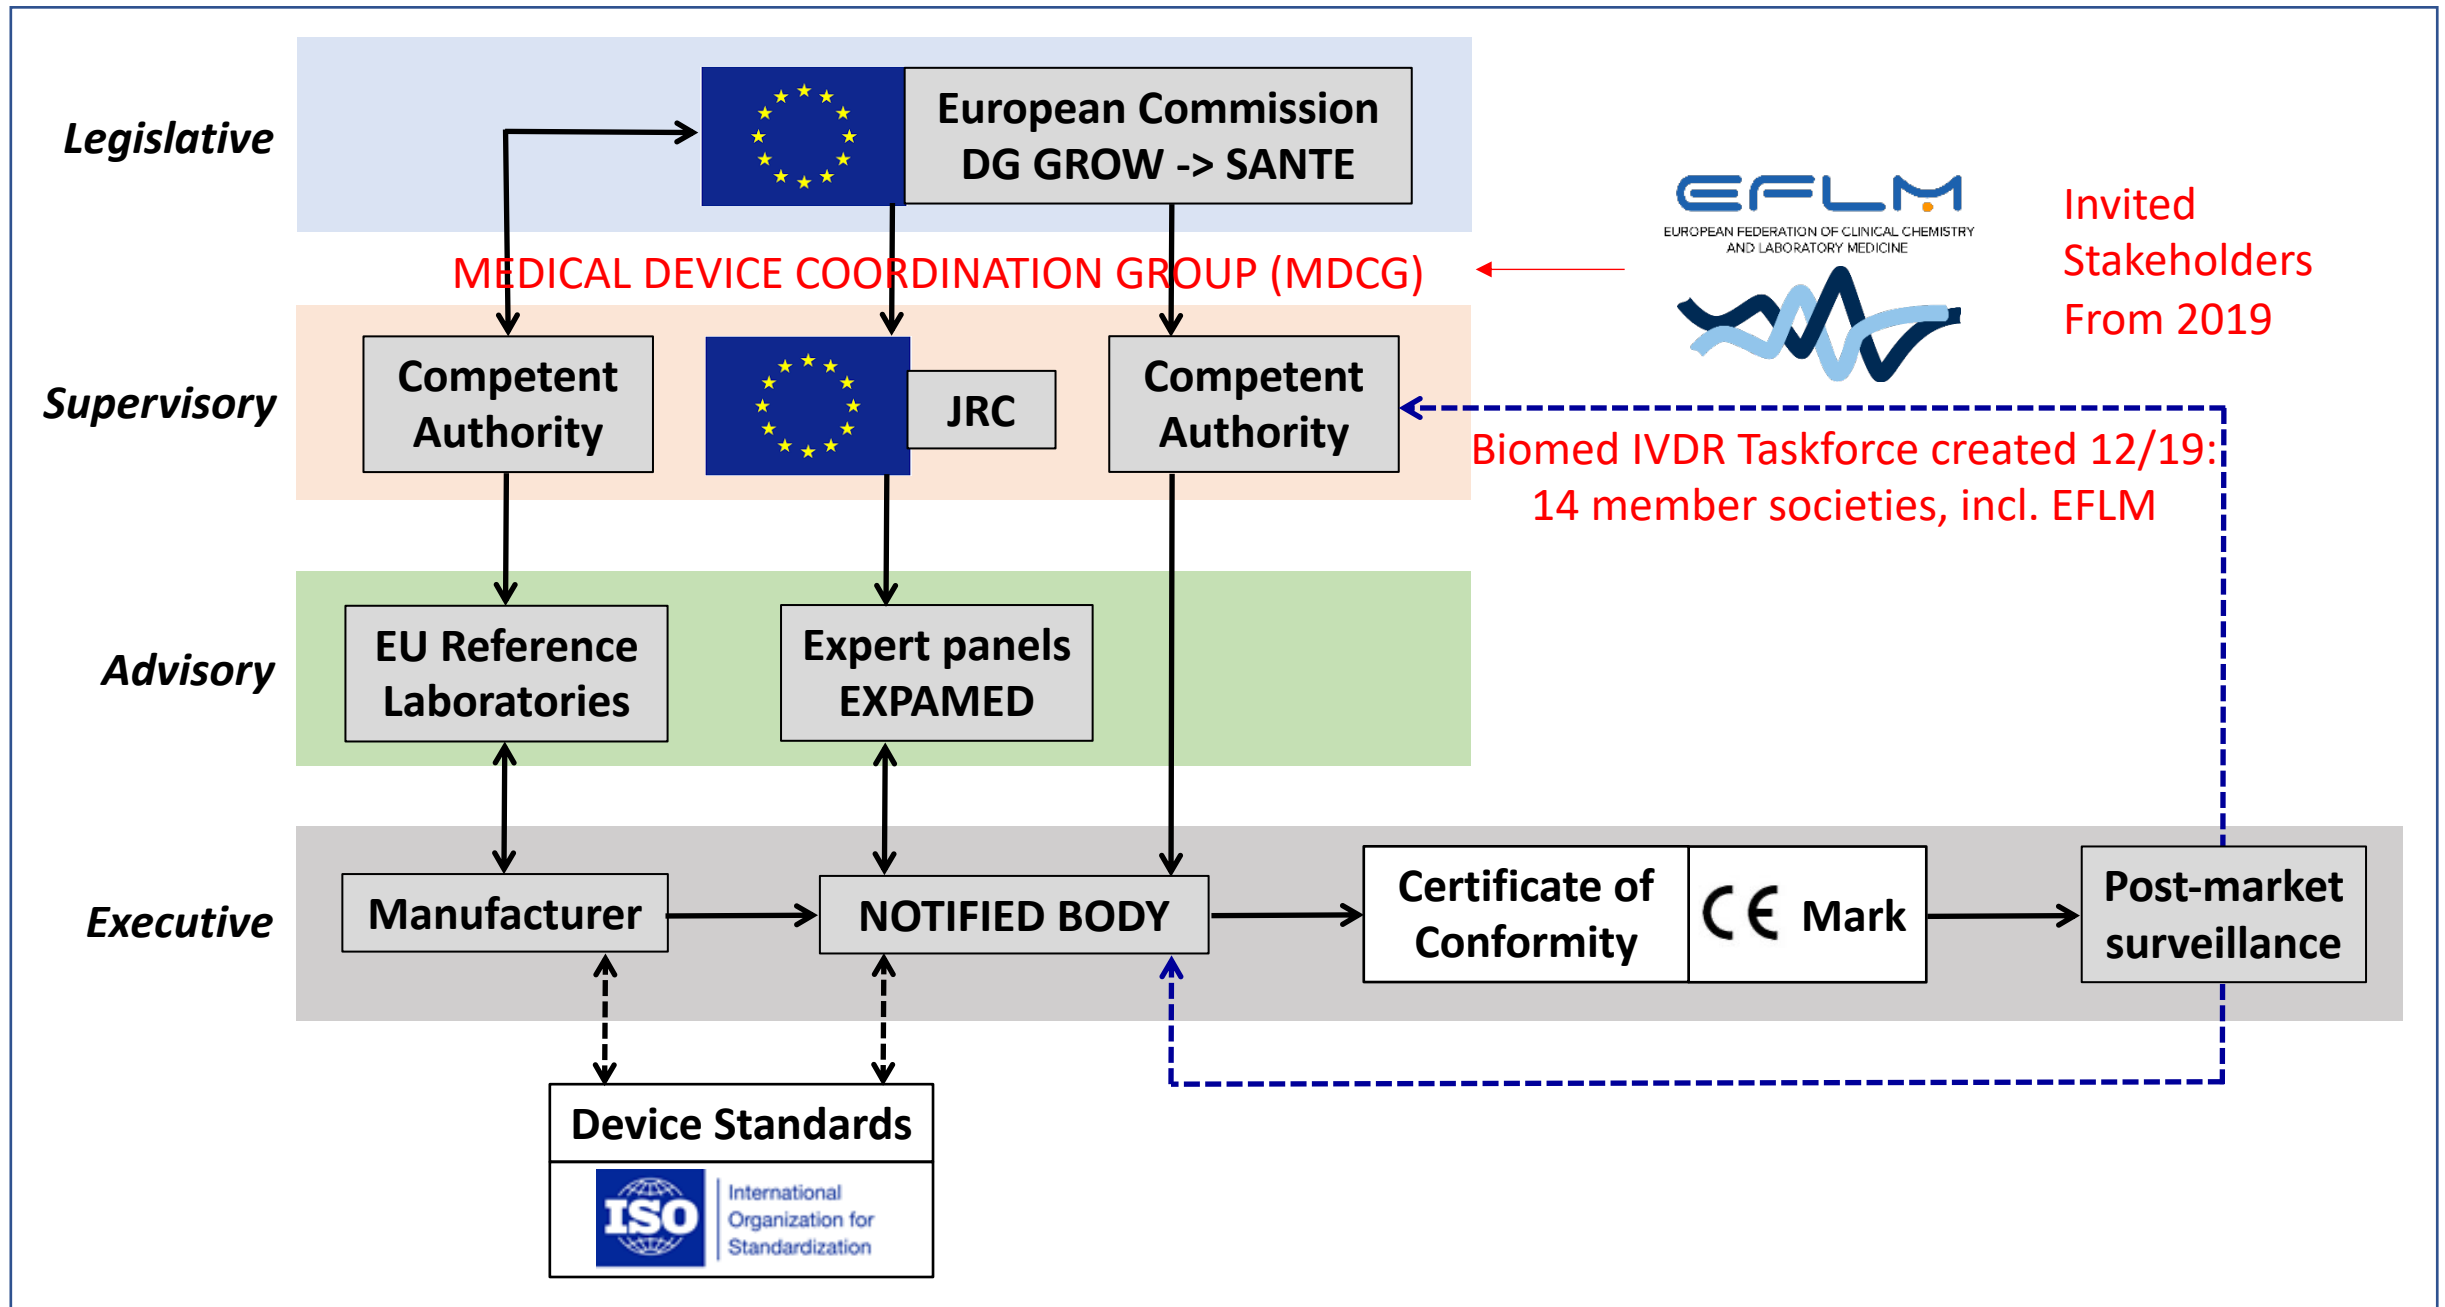 Legislative
European Commission
DG GROW -> SANTE
EFLM
EUROPEAN FEDERATION OF CLINICAL CHEMISTRY
AND LABORATORY MEDICINE
Invited
Stakeholders
From 2019
MEDICAL DEVICE COORDINATION GROUP (MDCG)
Supervisory
Competent
Authority
JRC
Competent
Authority
Biomed IVDR Taskforce created 12/19:
14 member societies, incl. EFLM
Advisory
EU Reference
Laboratories
Expert panels
EXPAMED
Executive
Manufacturer
NOTIFIED BODY
Certificate of
Conformity
CE Mark
Post-market
surveillance
Device Standards
ISO
International
Organization for
Standardization